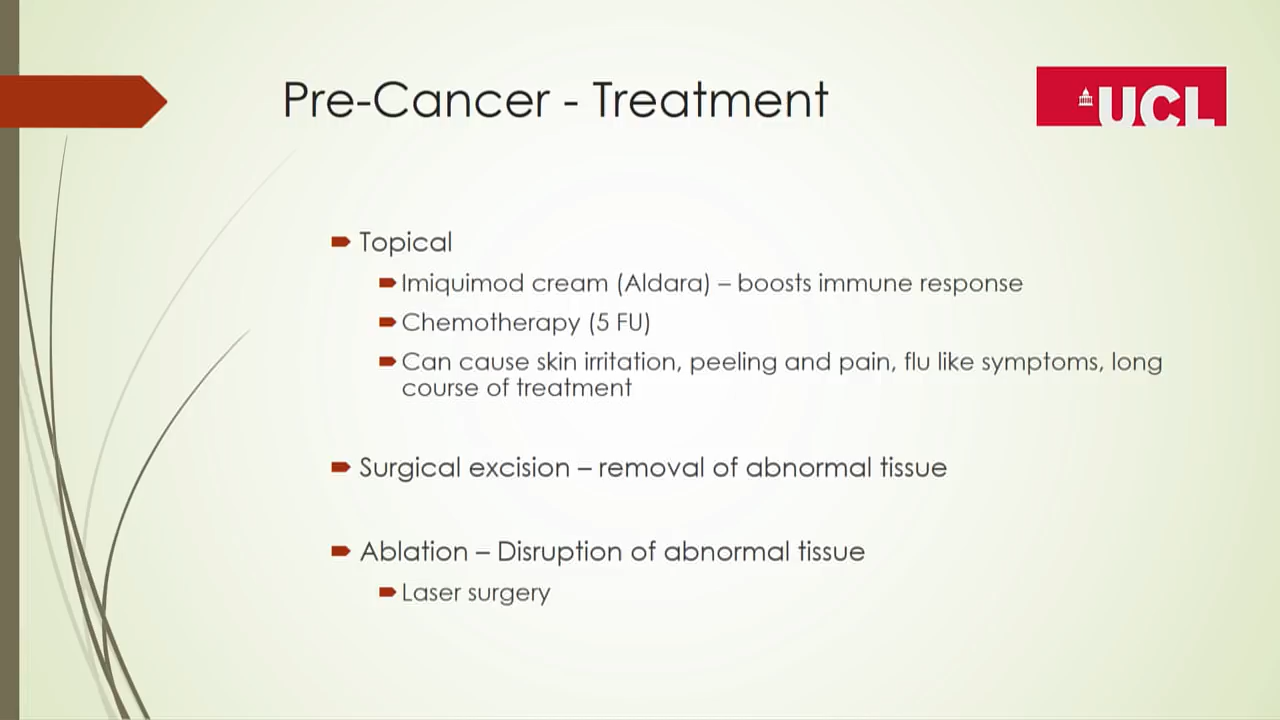 Pre-Cancer - Treatment
UCL
Topical
Imiquimod cream (Aldara) – boosts immune response
Chemotherapy (5 FU)
Can cause skin irritation, peeling and pain, flu like symptoms, long
course of treatment
Surgical excision – removal of abnormal tissue
Ablation – Disruption of abnormal tissue
Laser surgery